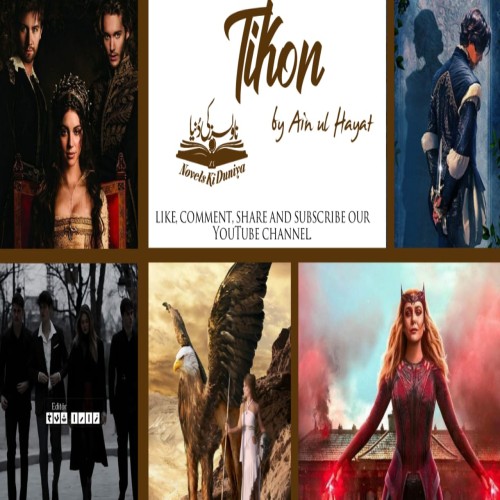 Tikon
by Ain ul Hayat
ناولز کی دنیا
Novels Ki Duniya
LIKE, COMMENT, SHARE AND SUBSCRIBE OUR
YouTube CHANNEL.
Editor